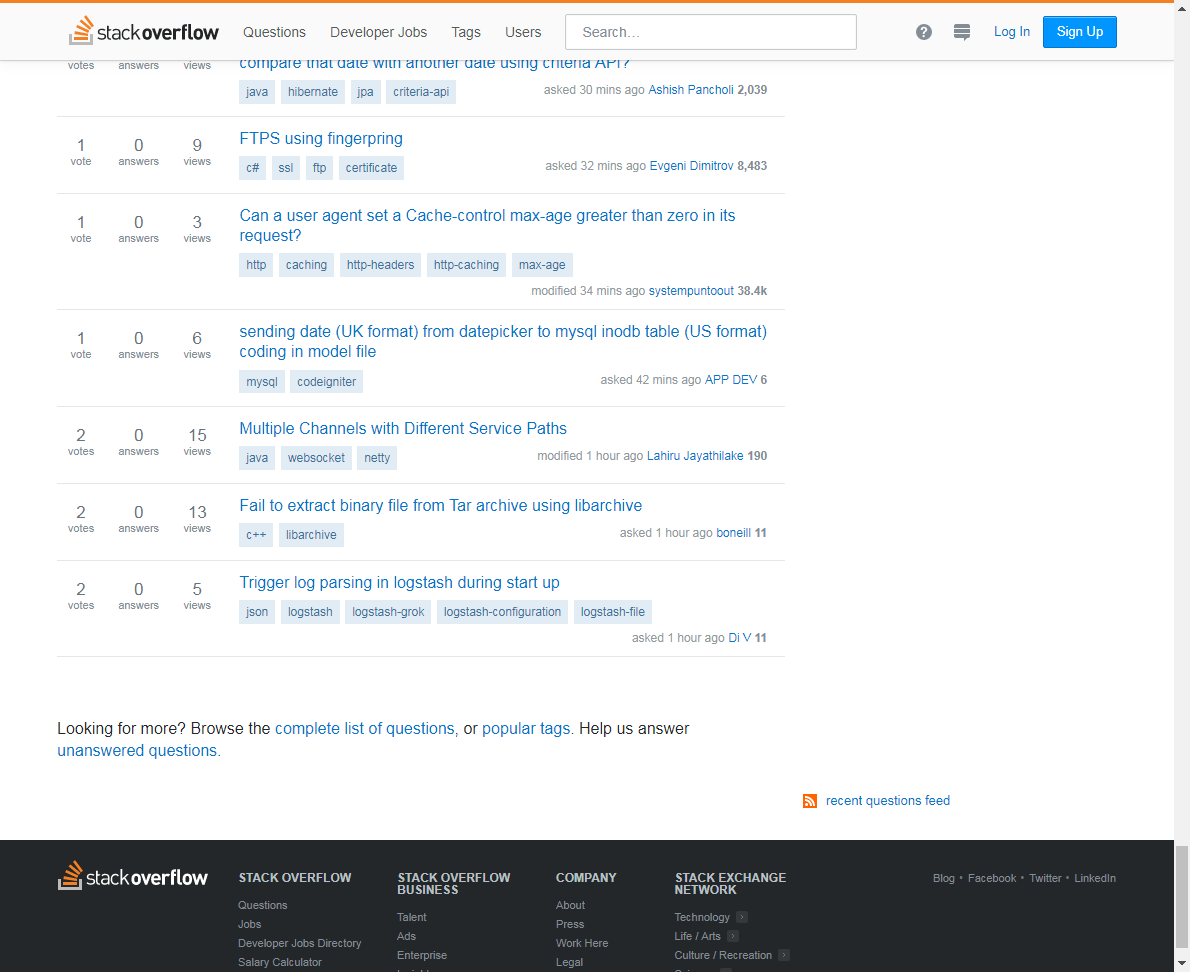 stackoverflow Questions Developer Jobs Tags Users Search... Log In Sign Up
votes answers views compare that date with another date using criteria API?
java hibernate jpa criteria-api asked 30 mins ago Ashish Pancholi 2,039
1 0 9 FTPS using fingerpring
vote answers views c# ssl ftp certificate asked 32 mins ago Evgeni Dimitrov 8,483
1 0 3 Can a user agent set a Cache-control max-age greater than zero in its
vote answers views request?
http caching http-headers http-caching max-age
modified 34 mins ago systempuntoout 38.4k
1 0 6 sending date (UK format) from datepicker to mysql inodb table (US format)
vote answers views coding in model file
mysql codeigniter asked 42 mins ago APP DEV 6
2 0 15 Multiple Channels with Different Service Paths
votes answers views java websocket netty modified 1 hour ago Lahiru Jayathilake 190
2 0 13 Fail to extract binary file from Tar archive using libarchive
votes answers views c++ libarchive asked 1 hour ago boneill 11
2 0 5 Trigger log parsing in logstash during start up
votes answers views json logstash logstash-grok logstash-configuration logstash-file
asked 1 hour ago Di V 11
Looking for more? Browse the complete list of questions, or popular tags. Help us answer
unanswered questions.
recent questions feed
stackoverflow
STACK OVERFLOW
Questions
Jobs
Developer Jobs Directory
Salary Calculator
STACK OVERFLOW
BUSINESS
Talent
Ads
Enterprise
COMPANY
About
Press
Work Here
Legal
STACK EXCHANGE
NETWORK
Technology
Life / Arts
Culture / Recreation
Blog • Facebook • Twitter • LinkedIn